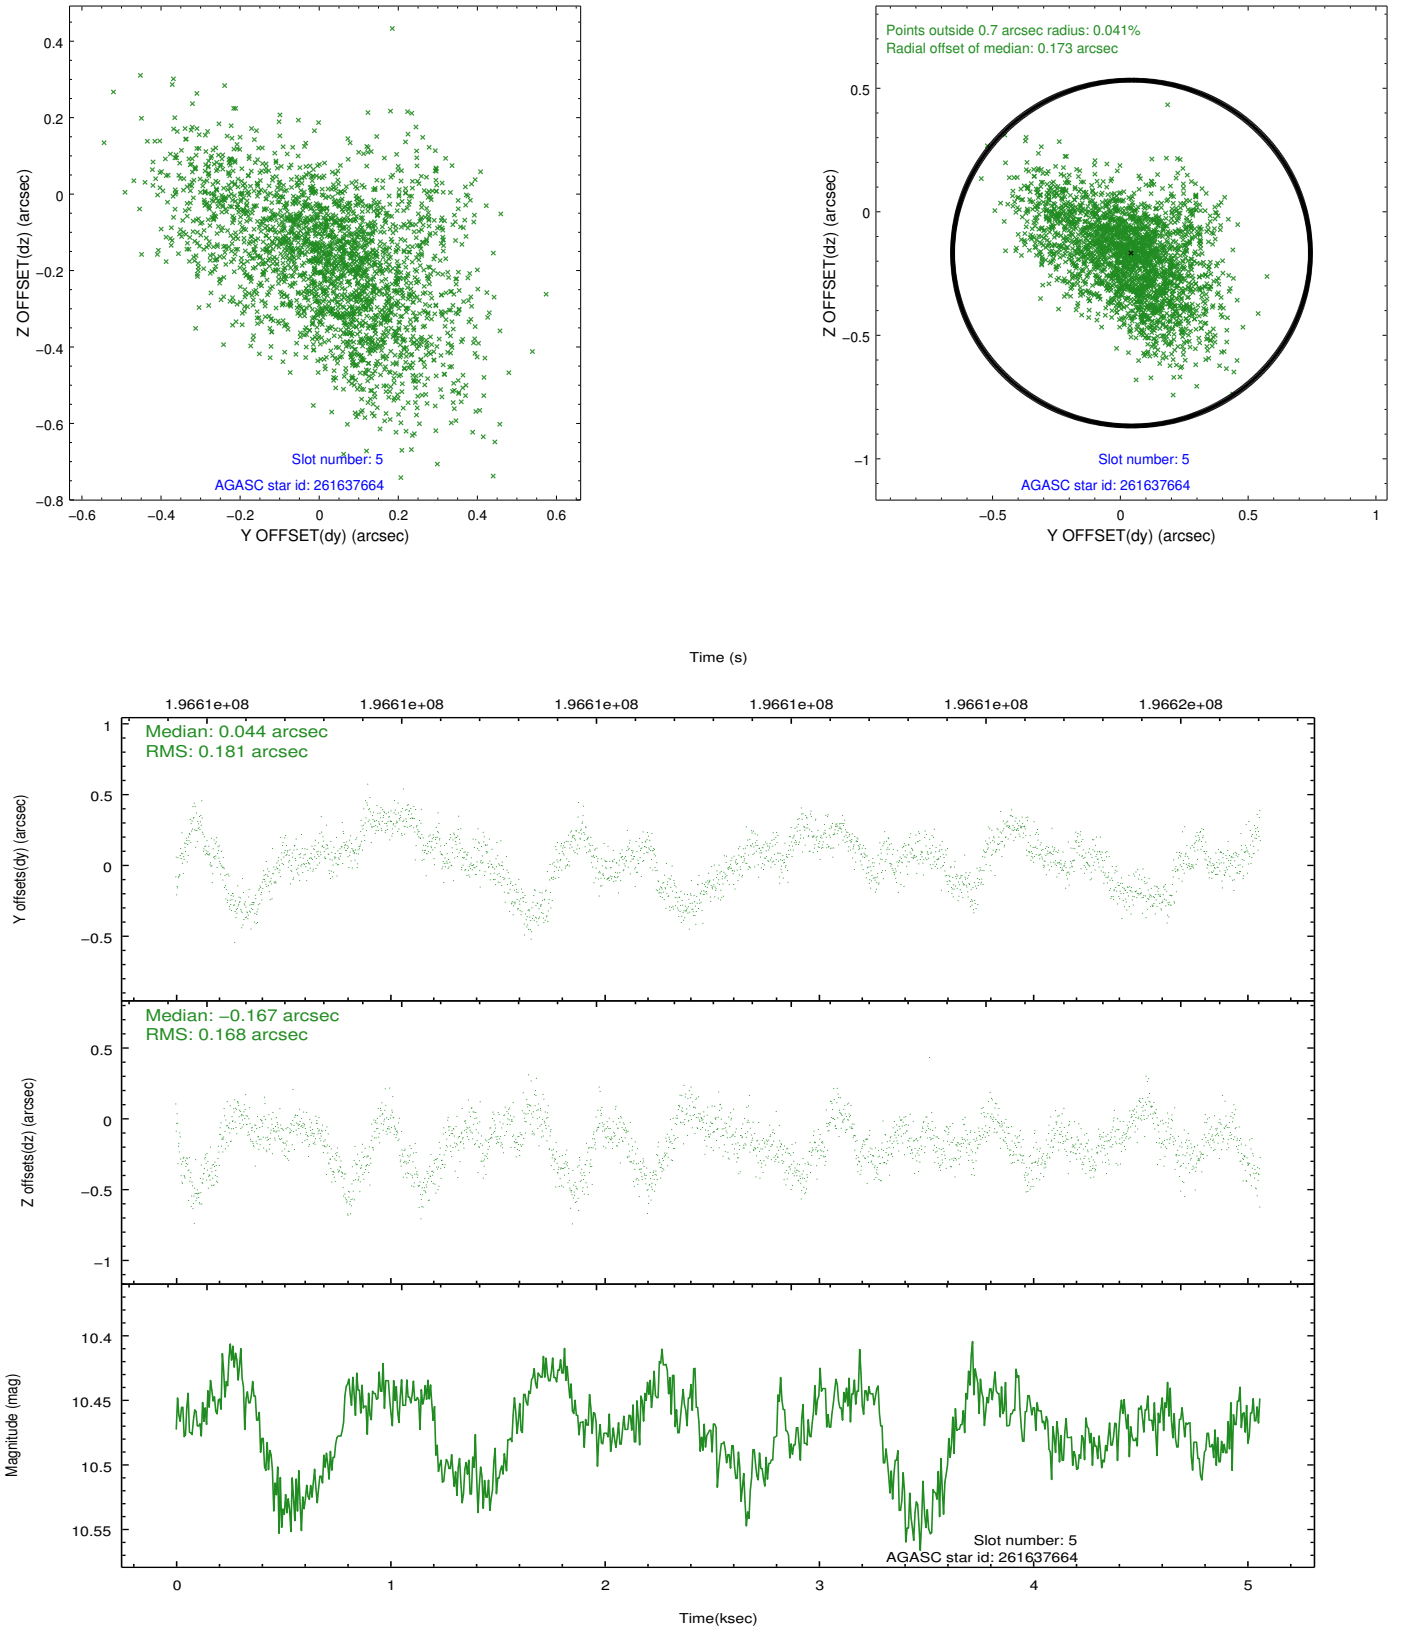 0.4
0.2
0
−0.2
−0.4
−0.6
−0.8
Z OFFSET(dz) (arcsec)
Slot number: 5
AGASC star id: 261637664
−0.6 −0.4 −0.2 0 0.2 0.4 0.6
Y OFFSET(dy) (arcsec)
Points outside 0.7 arcsec radius: 0.041%
Radial offset of median: 0.173 arcsec
0.5
0
−0.5
−1
Z OFFSET(dz) (arcsec)
Slot number: 5
AGASC star id: 261637664
−0.5 0 0.5 1
Y OFFSET(dy) (arcsec)
Time (s)
1.9661e+08 1.9661e+08 1.9661e+08 1.9661e+08 1.9661e+08 1.9662e+08
Median: 0.044 arcsec
RMS: 0.181 arcsec
1
0.5
0
−0.5
Y offsets(dy) (arcsec)
Median: −0.167 arcsec
RMS: 0.168 arcsec
0.5
0
−0.5
−1
Z offsets(dz) (arcsec)
10.4
10.45
10.5
10.55
Magnitude (mag)
Slot number: 5
AGASC star id: 261637664
0 1 2 3 4 5
Time(ksec)